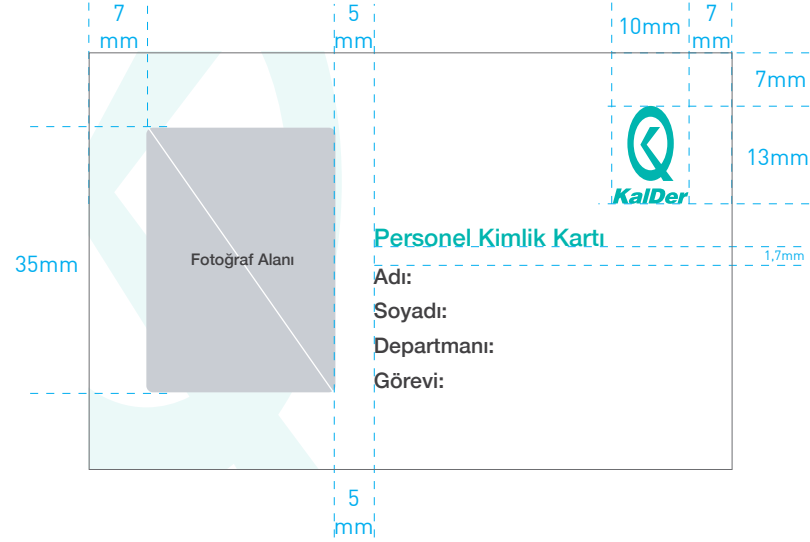 7
mm
5
mm
10mm
7
mm
7mm
13mm
KalDer
Personel Kimlik Kartı
1,7mm
35mm
Fotoğraf Alanı
Adı:
Soyadı:
Departmanı:
Görevi:
5
mm